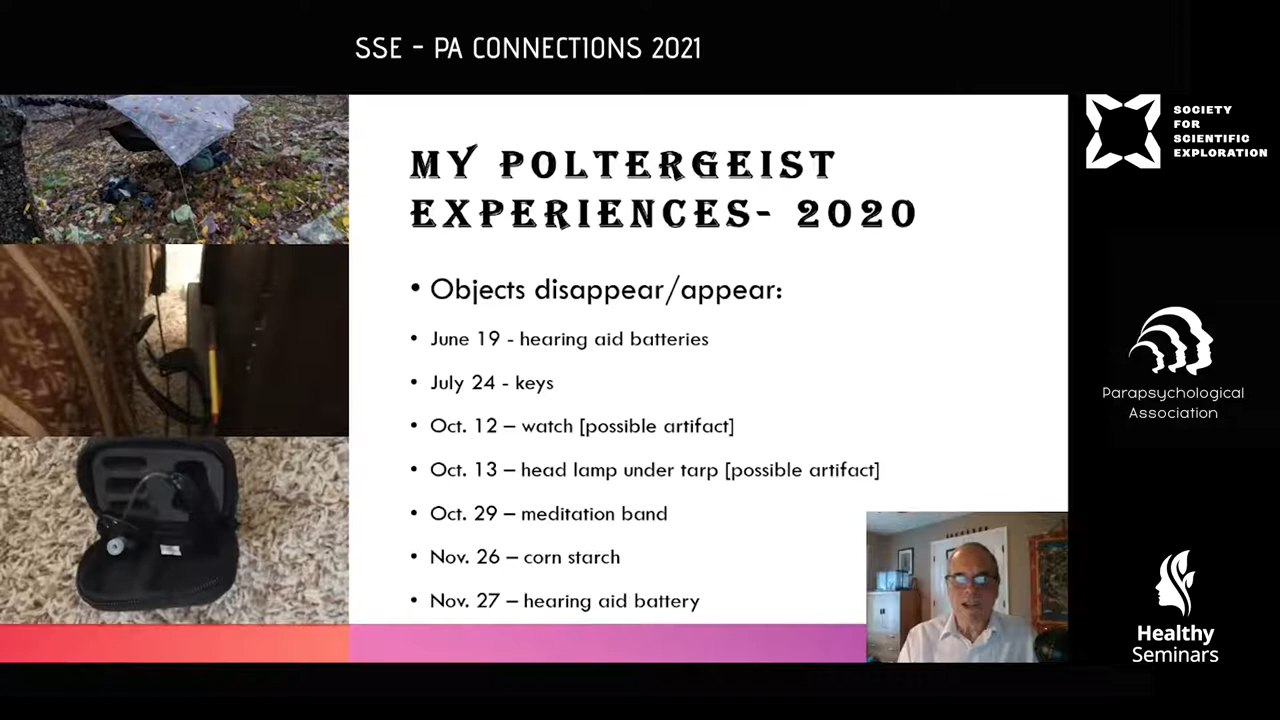 SSE - PA CONNECTIONS 2021
MY POLTERGEIST
EXPERIENCES- 2020
• Objects disappear/appear:
• June 19 - hearing aid batteries
• July 24 - keys
• Oct. 12 – watch [possible artifact]
• Oct. 13 – head lamp under tarp [possible artifact]
• Oct. 29 – meditation band
• Nov. 26 – corn starch
• Nov. 27 – hearing aid battery
SOCIETY
FOR
SCIENTIFIC
EXPLORATION
Parapsychological
Association
Healthy
Seminars